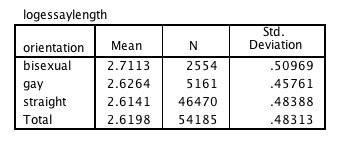 logessaylength
orientation Mean N Std. Deviation
bisexual 2.7113 2554 .50969
gay 2.6264 5161 .45761
straight 2.6141 46470 .48388
Total 2.6198 54185 .48313